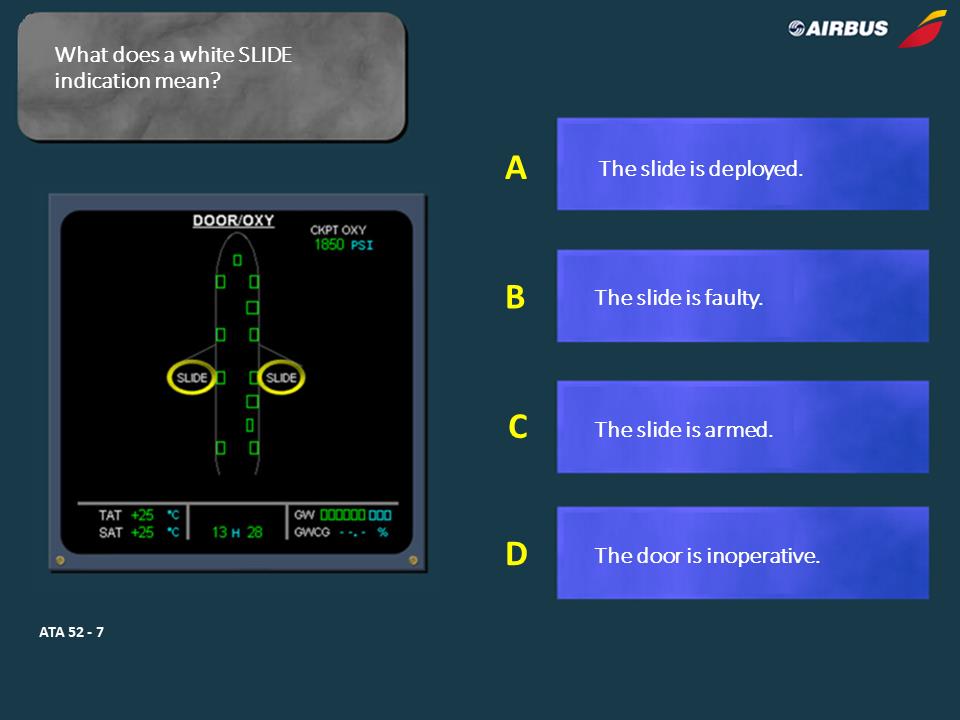 What does a white SLIDE
indication mean?
AIRBUS
A
The slide is deployed.
B
The slide is faulty.
C
The slide is armed.
D
The door is inoperative.
DOOR/OXY
CKPT OXY
1850 PSI
SLIDE
SLIDE
TAT +25 °C
SAT +25 °C
13 H 28
GW
GWCG --.- %
ATA 52 - 7